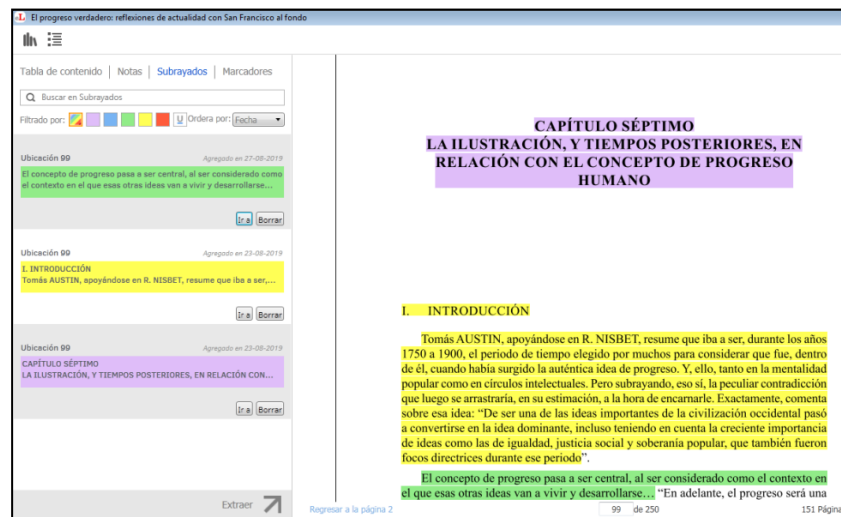 El progreso verdadero: reflexiones de actualidad con San Francisco al fondo
Tabla de contenido | Notas | Subrayados | Marcadores
Buscar en Subrayados
Filtrado por: U Ordera por: Fecha
Ubicación 99 Agregado en 27-08-2019
El concepto de progreso pasa a ser central, al ser considerado como
el contexto en el que esas otras ideas van a vivir y desarrollarse...
Ir a Borrar
Ubicación 99 Agregado en 23-08-2019
I. INTRODUCCIÓN
Tomás AUSTIN, apoyándose en R. NISBET, resume que iba a ser,...
Ir a Borrar
Ubicación 99 Agregado en 23-08-2019
CAPÍTULO SÉPTIMO
LA ILUSTRACIÓN, Y TIEMPOS POSTERIORES, EN RELACIÓN CON...
Ir a Borrar
Extraer
CAPÍTULO SÉPTIMO
LA ILUSTRACIÓN, Y TIEMPOS POSTERIORES, EN
RELACIÓN CON EL CONCEPTO DE PROGRESO
HUMANO
I. INTRODUCCIÓN
Tomás AUSTIN, apoyándose en R. NISBET, resume que iba a ser, durante los años
1750 a 1900, el periodo de tiempo elegido por muchos para considerar que fue, dentro
de él, cuando había surgido la auténtica idea de progreso. Y, ello, tanto en la mentalidad
popular como en círculos intelectuales. Pero subrayando, eso sí, la peculiar contradicción
que luego se arrastraría, en su estimación, a la hora de encarnarle. Exactamente, comenta
sobre esa idea: “De ser una de las ideas importantes de la civilización occidental pasó
a convertirse en la idea dominante, incluso teniendo en cuenta la creciente importancia
de ideas como las de igualdad, justicia social y soberanía popular, que también fueron
focos directrices durante ese periodo”.
El concepto de progreso pasa a ser central, al ser considerado como el contexto en
el que esas otras ideas van a vivir y desarrollarse... “En adelante, el progreso será una
Regresar a la página 2 99 de 250 151 Página